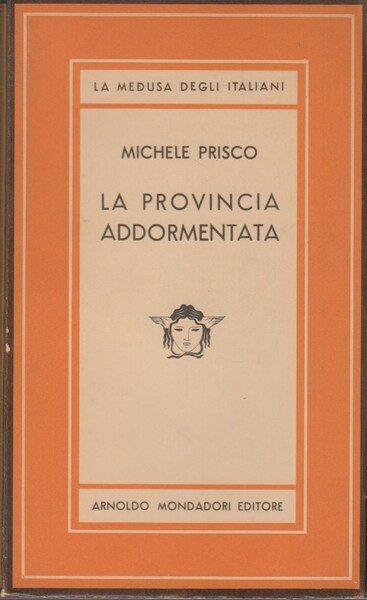 LA MEDUSA DEGLI ITALIANI
MICHELE PRISCO
LA PROVINCIA
ADDORMENTATA
ARNOLDO MONDADORI EDITORE